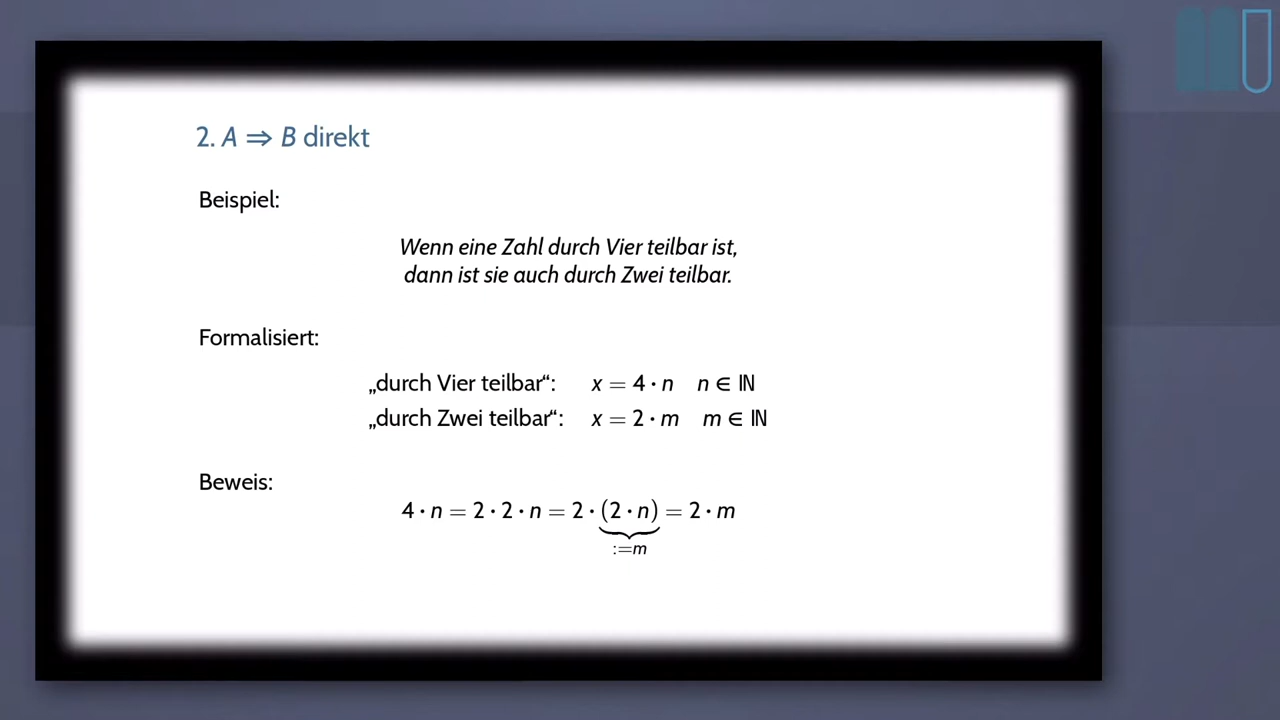 2. A ⇒ B direkt
Beispiel:
Wenn eine Zahl durch Vier teilbar ist,
dann ist sie auch durch Zwei teilbar.
Formalisiert:
„durch Vier teilbar“: x = 4 · n n ∈ ℕ
„durch Zwei teilbar“: x = 2 · m m ∈ ℕ
Beweis:
4 · n = 2 · 2 · n = 2 · (2 · n) = 2 · m
:=m